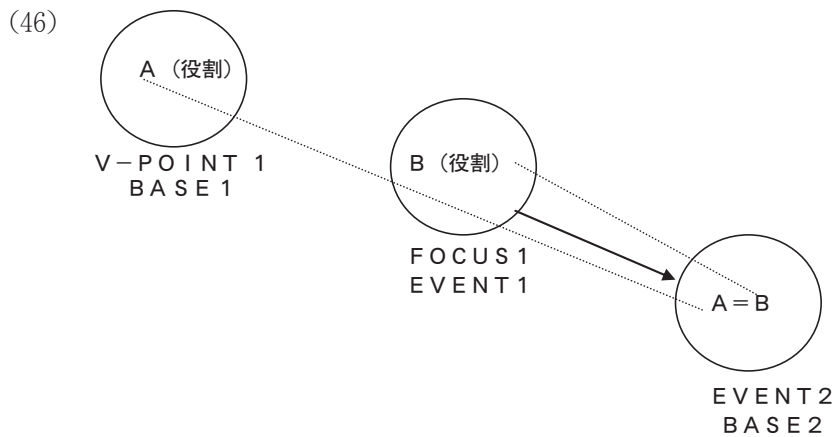 (46)
A（役割）
V－POINT 1
BASE1
B（役割）
FOCUS1
EVENT1
A＝B
EVENT2
BASE2